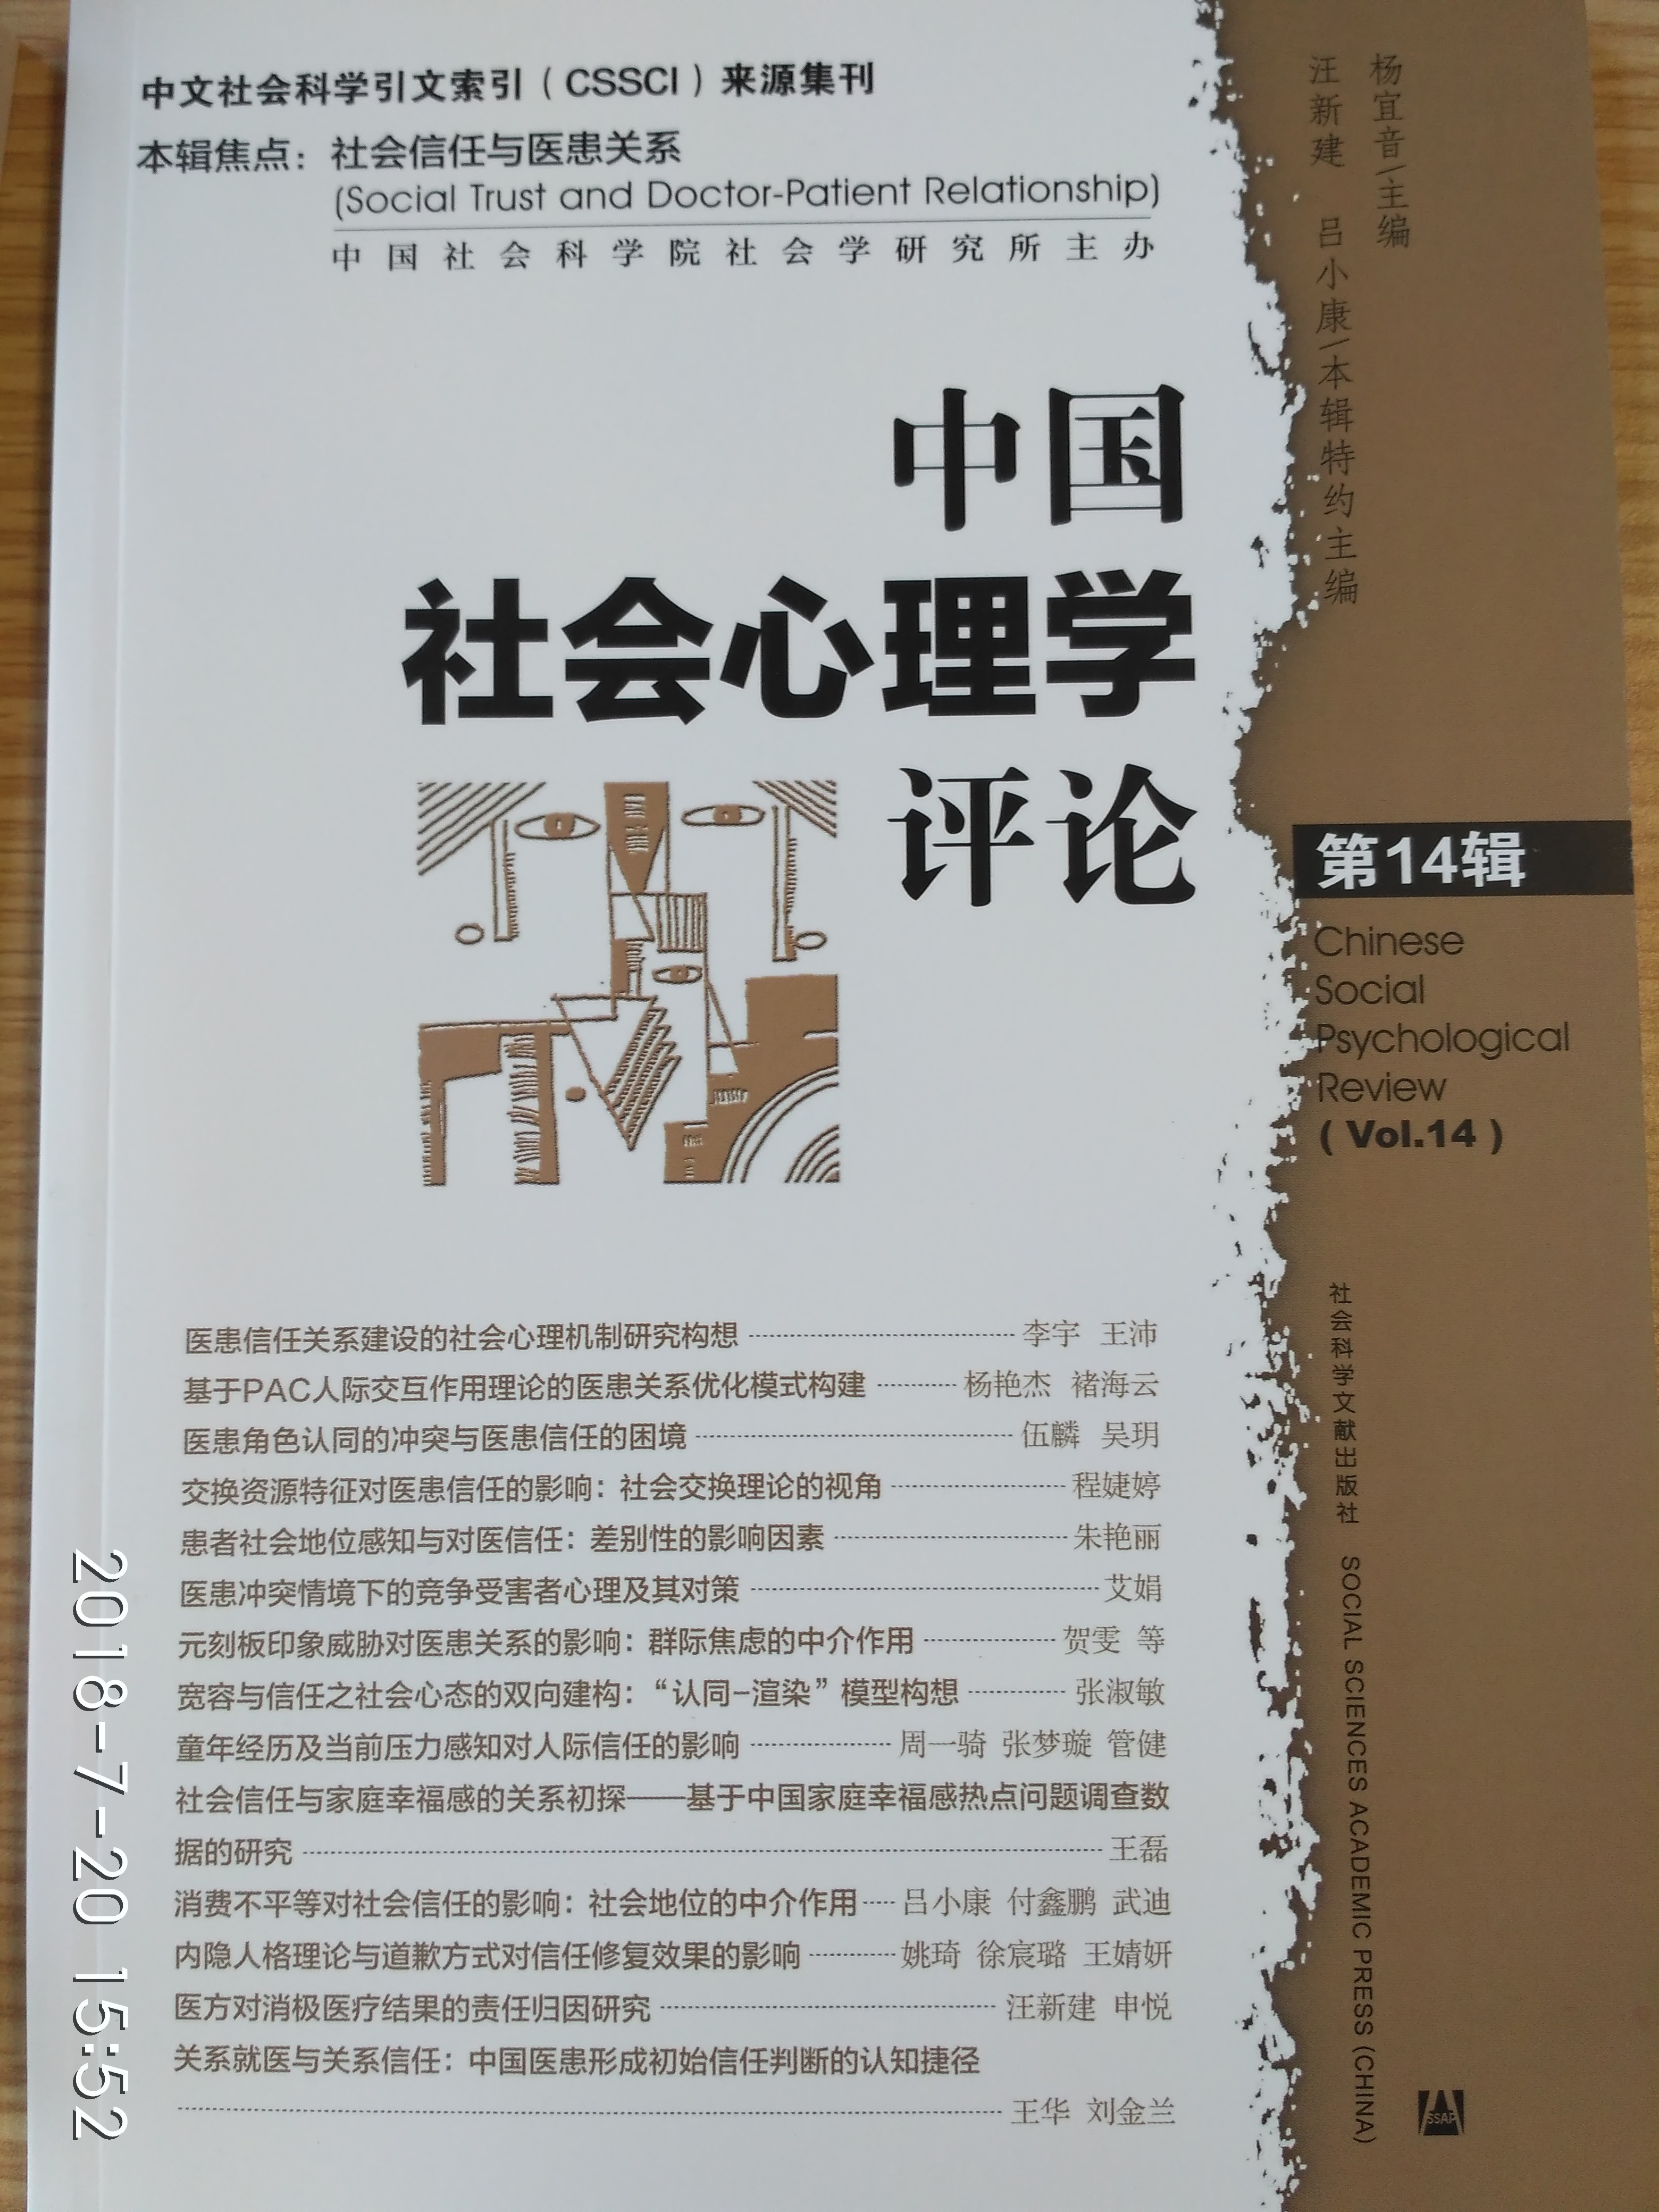 中文社会科学引文索引（CSSCI）来源集刊
本辑焦点：社会信任与医患关系
(Social Trust and Doctor-Patient Relationship)
中国社会科学院社会学研究所主办
杨宜音/主编
汪新建 吕小康/本辑特约主编
中国
社会心理学
评论
第14辑
Chinese
Social
Psychological
Review
( Vol.14 )
医患信任关系建设的社会心理机制研究构想 李宇 王沛
基于PAC人际交互作用理论的医患关系优化模式构建 杨艳杰 褚海云
医患角色认同的冲突与医患信任的困境 伍麟 吴玥
交换资源特征对医患信任的影响：社会交换理论的视角 程婕婷
患者社会地位感知与对医信任：差别性的影响因素 朱艳丽
医患冲突情境下的竞争受害者心理及其对策 艾娟
元刻板印象威胁对医患关系的影响：群际焦虑的中介作用 贺雯 等
宽容与信任之社会心态的双向建构：“认同-渲染”模型构想 张淑敏
童年经历及当前压力感知对人际信任的影响 周一骑 张梦璇 管健
社会信任与家庭幸福感的关系初探——基于中国家庭幸福感热点问题调查数
据的研究 王磊
消费不平等对社会信任的影响：社会地位的中介作用 吕小康 付鑫鹏 武迪
内隐人格理论与道歉方式对信任修复效果的影响 姚琦 徐宸璐 王婧妍
医方对消极医疗结果的责任归因研究 汪新建 申悦
关系就医与关系信任：中国医患形成初始信任判断的认知捷径
王华 刘金兰
社会科学文献出版社 SOCIAL SCIENCES ACADEMIC PRESS (CHINA)
SSAP
2018-7-20 15:52